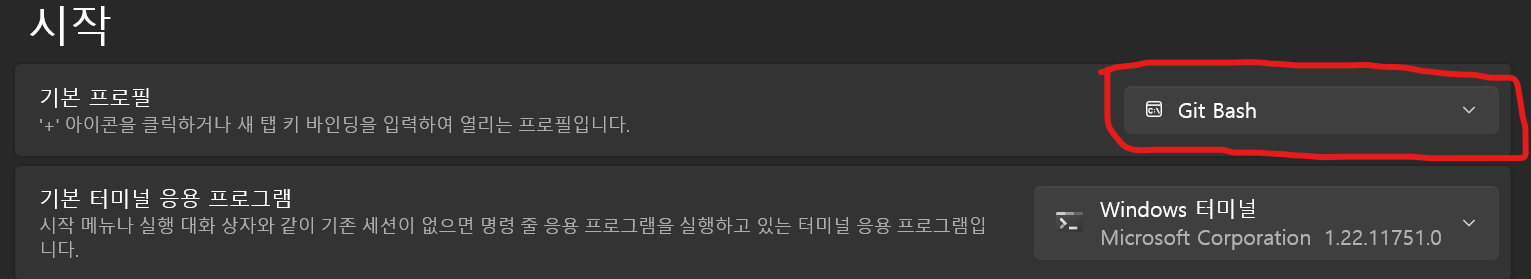 시작
기본 프로필
'+' 아이콘을 클릭하거나 새 탭 키 바인딩을 입력하여 열리는 프로필입니다.
Git Bash
기본 터미널 응용 프로그램
시작 메뉴나 실행 대화 상자와 같이 기존 세션이 없으면 명령 줄 응용 프로그램을 실행하고 있는 터미널 응용 프로그램입
니다.
Windows 터미널
Microsoft Corporation 1.22.11751.0